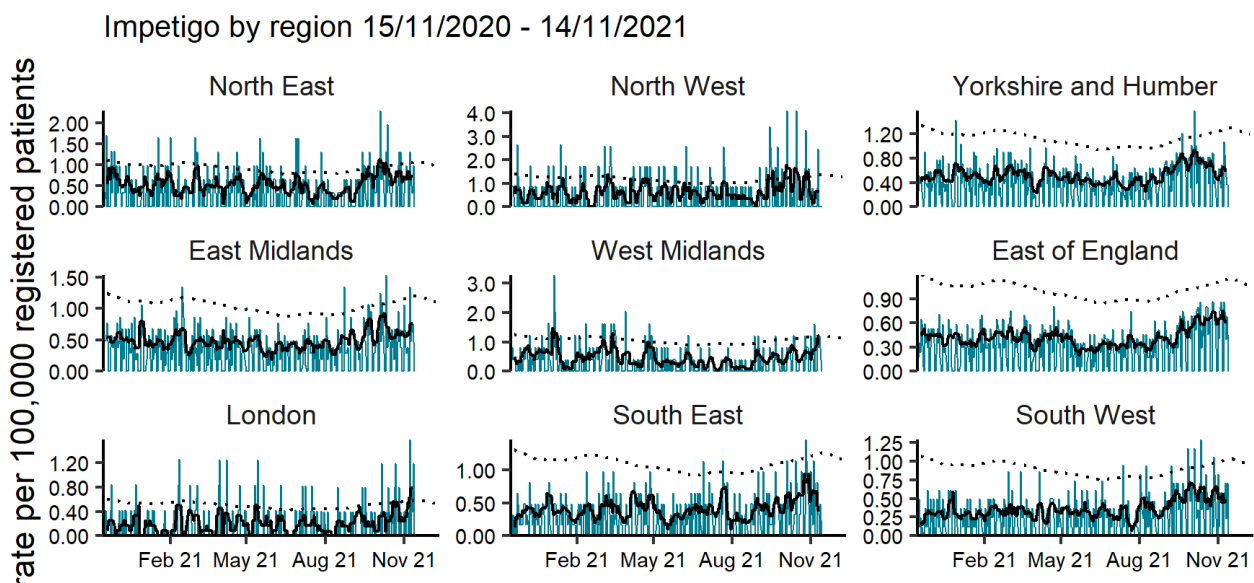 Impetigo by region 15/11/2020 - 14/11/2021
rate per 100,000 registered patients
North East
2.00
1.50
1.00
0.50
0.00
North West
4.0
3.0
2.0
1.0
0.0
Yorkshire and Humber
1.20
0.80
0.40
0.00
East Midlands
1.50
1.00
0.50
0.00
West Midlands
3.0
2.0
1.0
0.0
East of England
0.90
0.60
0.30
0.00
London
1.20
0.80
0.40
0.00
Feb 21 May 21 Aug 21 Nov 21
South East
1.00
0.50
0.00
Feb 21 May 21 Aug 21 Nov 21
South West
1.25
1.00
0.75
0.50
0.25
0.00
Feb 21 May 21 Aug 21 Nov 21